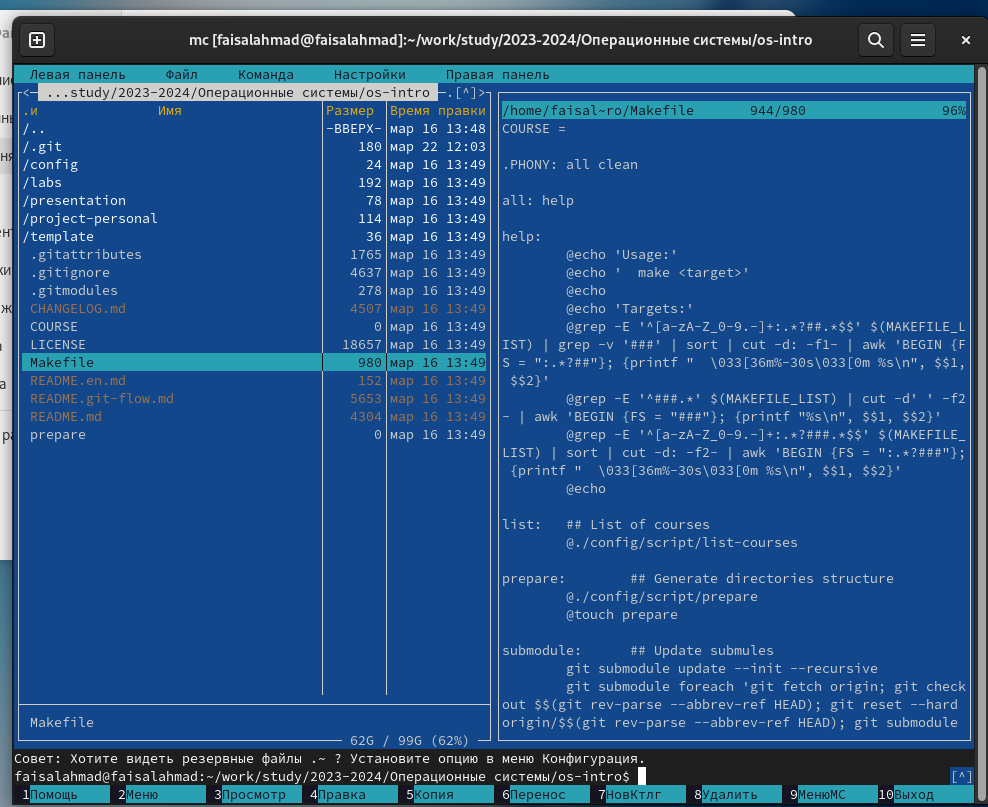 mc [faisalahmad@faisalahmad]:~/work/study/2023-2024/Операционные системы/os-intro
Левая панель Файл Команда Настройки Правая панель
<─ ...study/2023-2024/Операционные системы/os-intro ─.[^]>
.и Имя Размер Время правки
/.. -ВВЕРХ- мар 16 13:48
/.git 180 мар 22 12:03
/config 24 мар 16 13:49
/labs 192 мар 16 13:49
/presentation 78 мар 16 13:49
/project-personal 114 мар 16 13:49
/template 36 мар 16 13:49
.gitattributes 1765 мар 16 13:49
.gitignore 4637 мар 16 13:49
.gitmodules 278 мар 16 13:49
CHANGELOG.md 4507 мар 16 13:49
COURSE 0 мар 16 13:49
LICENSE 18657 мар 16 13:49
Makefile 980 мар 16 13:49
README.en.md 152 мар 16 13:49
README.git-flow.md 5653 мар 16 13:49
README.md 4304 мар 16 13:49
prepare 0 мар 16 13:49
Makefile
62G / 99G (62%)
/home/faisal~ro/Makefile 944/980 96%
COURSE =
.PHONY: all clean
all: help
help:
@echo 'Usage:'
@echo '  make <target>'
@echo
@echo 'Targets:'
@grep -E '^[a-zA-Z_0-9.-]+:.*?##.*$$' $(MAKEFILE_L
IST) | grep -v '###' | sort | cut -d: -f1- | awk 'BEGIN {F
S = ":.*?##"}; {printf "  \033[36m%-30s\033[0m %s\n", $$1,
$$2}'
@grep -E '^###.*' $(MAKEFILE_LIST) | cut -d' ' -f2
- | awk 'BEGIN {FS = "###"}; {printf "%s\n", $$1, $$2}'
@grep -E '^[a-zA-Z_0-9.-]+:.*?###.*$$' $(MAKEFILE_
LIST) | sort | cut -d: -f2- | awk 'BEGIN {FS = ":.*?###"};
{printf "  \033[36m%-30s\033[0m %s\n", $$1, $$2}'
@echo
list:   ## List of courses
@./config/script/list-courses
prepare:        ## Generate directories structure
@./config/script/prepare
@touch prepare
submodule:      ## Update submules
git submodule update --init --recursive
git submodule foreach 'git fetch origin; git check
out $$(git rev-parse --abbrev-ref HEAD); git reset --hard
origin/$$(git rev-parse --abbrev-ref HEAD); git submodule
Совет: Хотите видеть резервные файлы .~ ? Установите опцию в меню Конфигурация.
faisalahmad@faisalahmad:~/work/study/2023-2024/Операционные системы/os-intro$ [^]
1Помощь 2Меню 3Просмотр 4Правка 5Копия 6Перенос 7НовКтлг 8Удалить 9МенюМС 10Выход